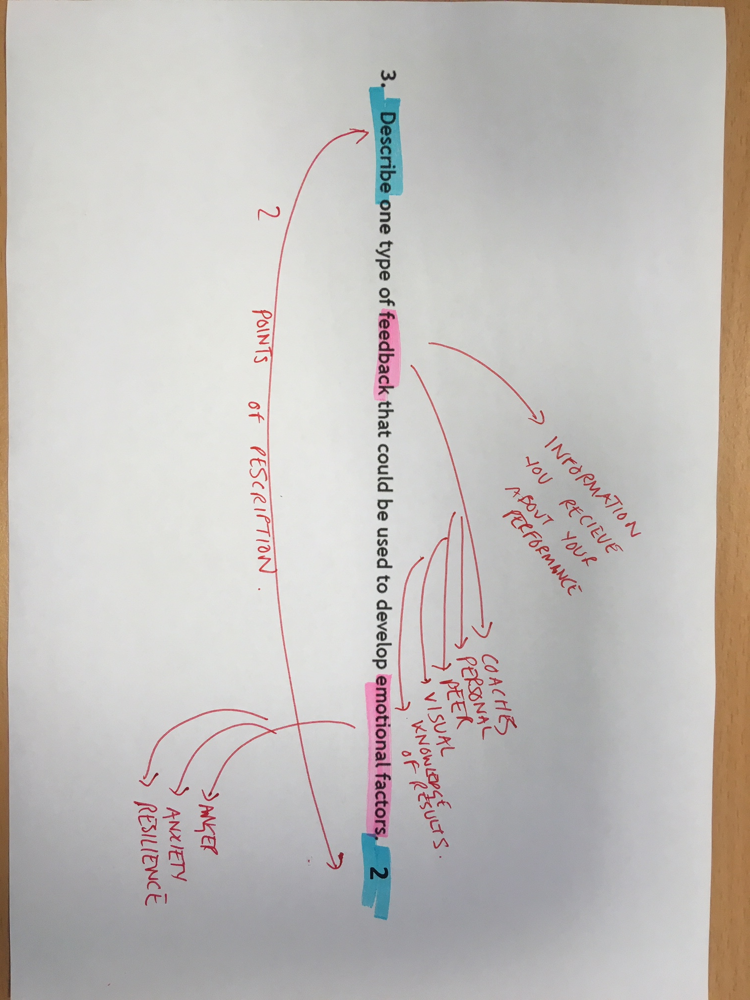 INFORMATION
YOU RECIEVE
ABOUT YOUR
PERFORMANCE
COACHES
PERSONAL
PEER
VISUAL
KNOWLEDGE
OF RESULTS.
3. Describe one type of feedback that could be used to develop emotional factors. 2
2 POINTS OF DESCRIPTION.
ANGER
ANXIETY
RESILIENCE